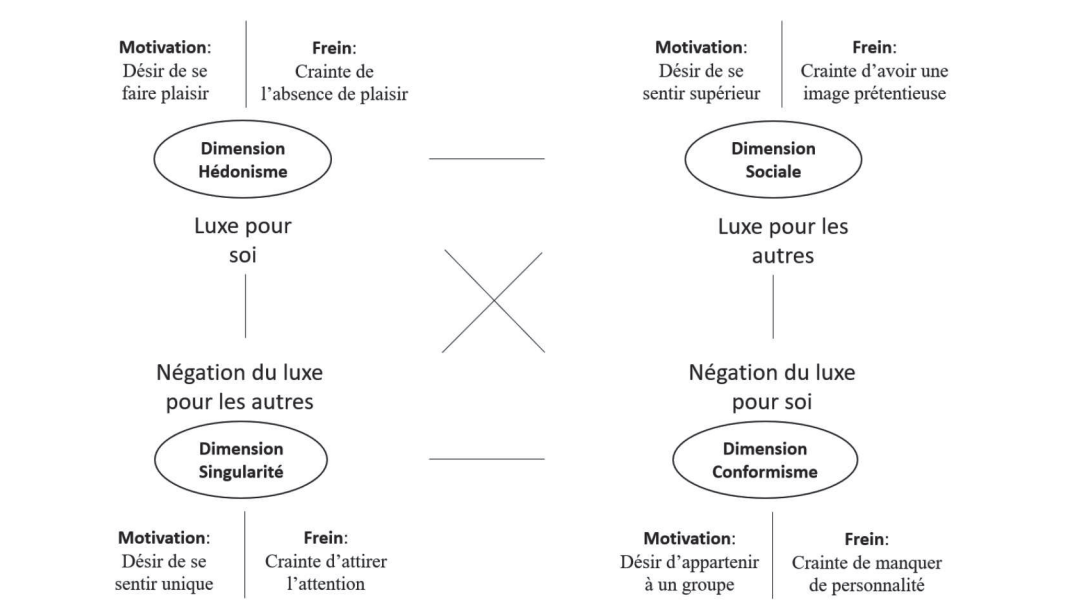 Motivation:
Désir de se
faire plaisir
Frein:
Crainte de
l’absence de plaisir
Dimension
Hédonisme
Luxe pour
soi
Motivation:
Désir de se
sentir supérieur
Frein:
Crainte d’avoir une
image prétentieuse
Dimension
Sociale
Luxe pour les
autres
Négation du luxe
pour les autres
Dimension
Singularité
Motivation:
Désir de se
sentir unique
Frein:
Crainte d’attirer
l’attention
Négation du luxe
pour soi
Dimension
Conformisme
Motivation:
Désir d’appartenir
à un groupe
Frein:
Crainte de manquer
de personnalité